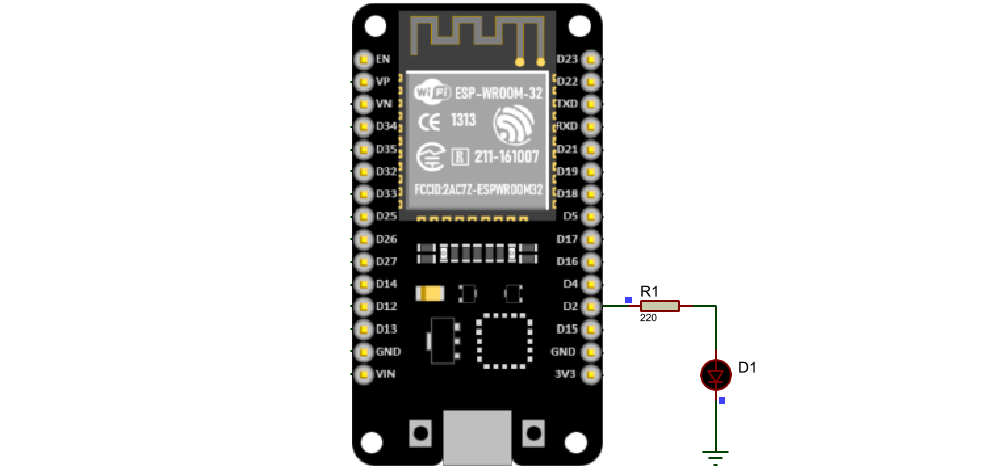 EN
VP
VN
D34
D35
D32
D33
D25
D26
D27
D14
D12
D13
GND
VIN
WiFi ESP-WROOM-32
CE 1313
R 211-161007
FCCID:2AC7Z-ESPWROOM32
D23
D22
TXD
RXD
D21
D19
D18
D5
D17
D16
D4
D2
D15
GND
3V3
R1
220
D1